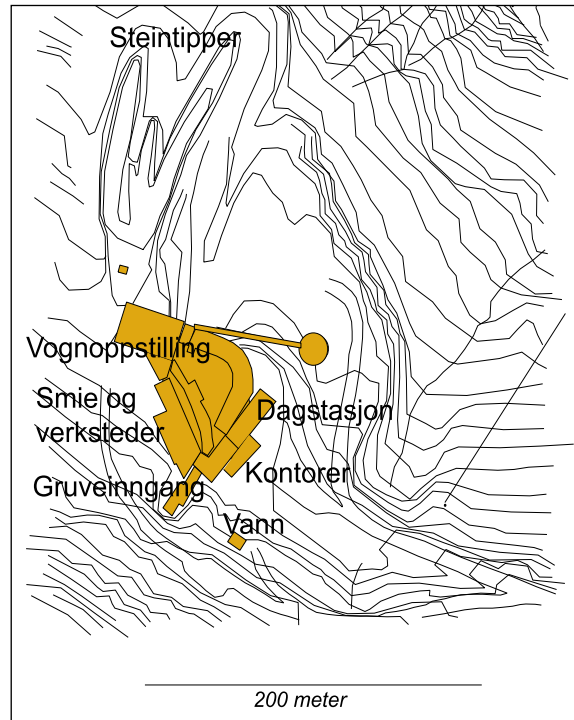 Steintipper
Vognoppstilling
Smie og
verksteder
Dagstasjon
Kontorer
Gruveinngang
Vann
200 meter